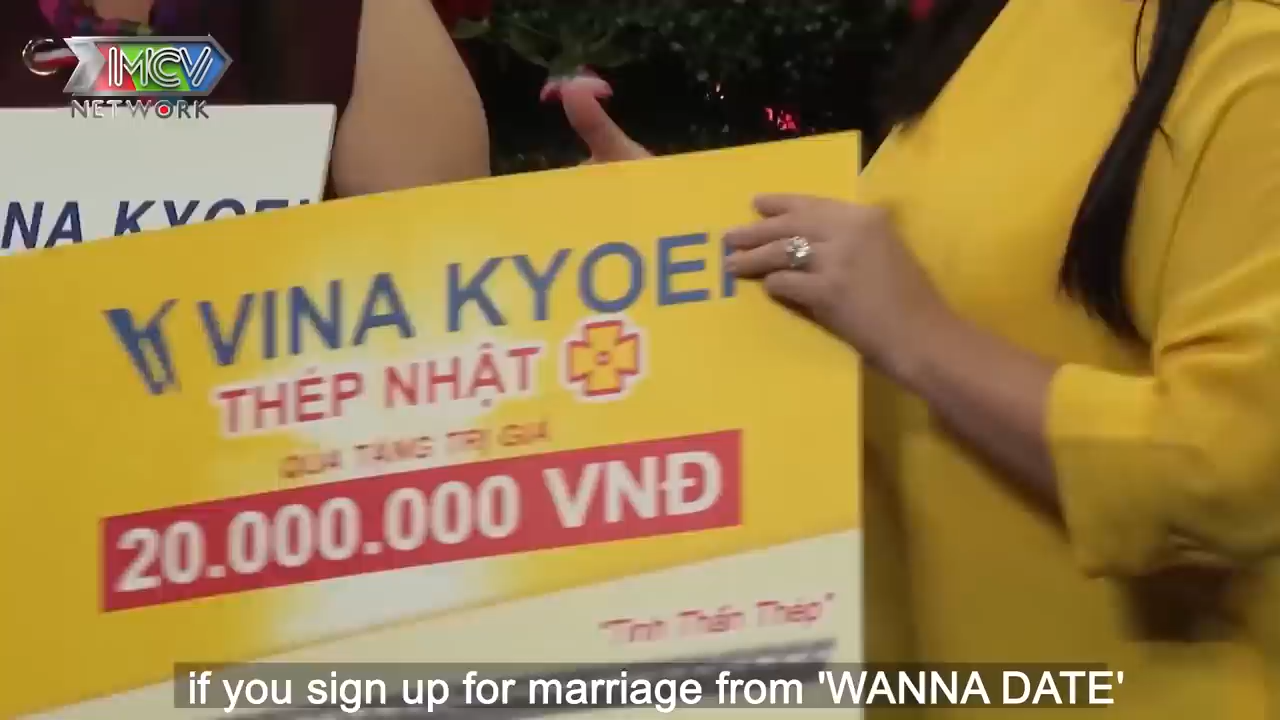 MCV
NETWORK
NA KYOEI
VINA KYOEI
THÉP NHẬT
QUÀ TẶNG TRỊ GIÁ
20.000.000 VNĐ
"Tinh Thần Thép"
if you sign up for marriage from 'WANNA DATE'